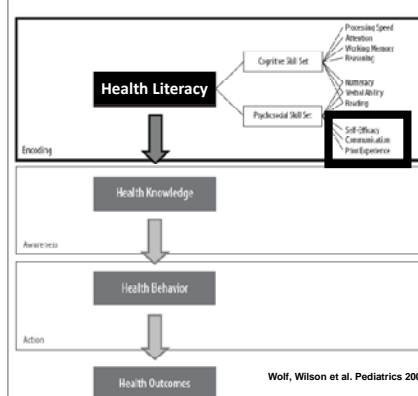 Processing Speed
Attention
Working Memory
Reasoning
Cognitive Skill Set
Health Literacy
Numeracy
Verbal Ability
Reading
Psychosocial Skill Set
Self-Efficacy
Communication
Prior Experience
Encoding
Health Knowledge
Awareness
Health Behavior
Action
Health Outcomes
Wolf, Wilson et al. Pediatrics 200